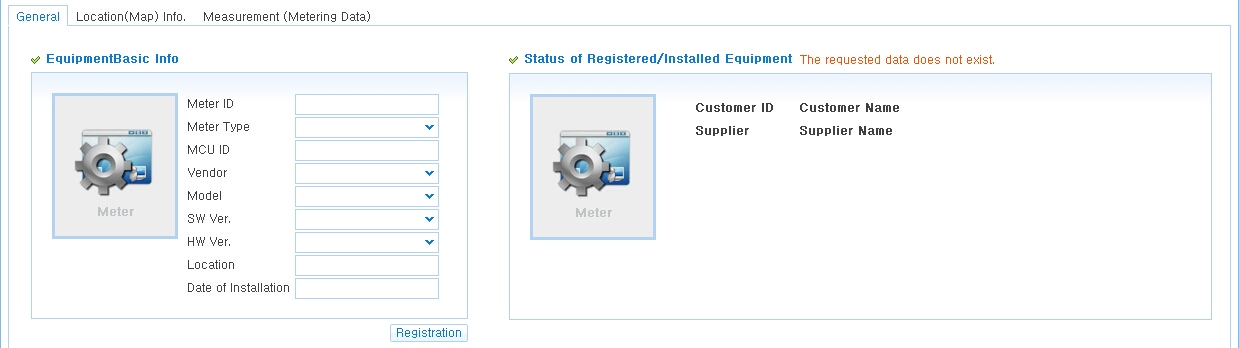 General Location(Map) Info. Measurement (Metering Data)
EquipmentBasic Info
Meter
Meter ID
Meter Type
MCU ID
Vendor
Model
SW Ver.
HW Ver.
Location
Date of Installation
Registration
Status of Registered/Installed Equipment The requested data does not exist.
Meter
Customer ID Customer Name
Supplier Supplier Name